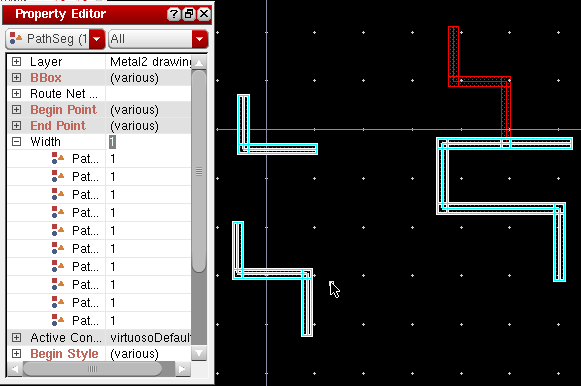 Property Editor
PathSeg (1
All
Layer Metal2 drawing
BBox (various)
Route Net ...
Begin Point (various)
End Point (various)
Width 1
Pat... 1
Pat... 1
Pat... 1
Pat... 1
Pat... 1
Pat... 1
Pat... 1
Pat... 1
Pat... 1
Pat... 1
Active Con... virtuosoDefaul
Begin Style (various)